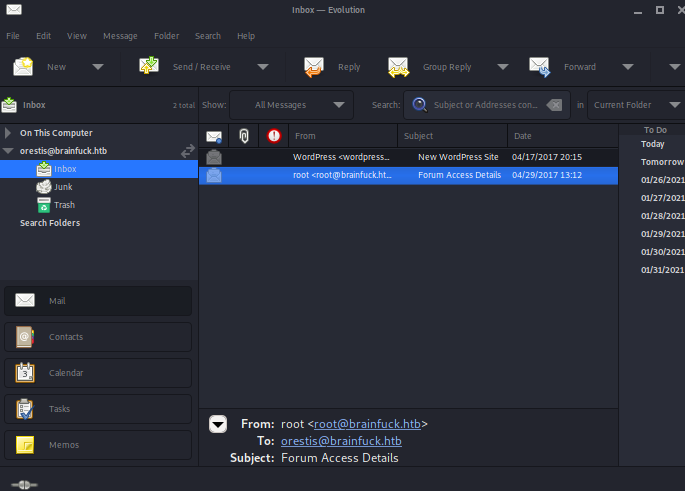 Inbox — Evolution
File Edit View Message Folder Search Help
New Send / Receive Reply Group Reply Forward
Inbox 2 total Show: All Messages Search: Subject or Addresses con... in Current Folder
On This Computer
orestis@brainfuck.htb
Inbox
Junk
Trash
Search Folders
Mail
Contacts
Calendar
3
Tasks
Memos
From Subject Date
WordPress <wordpress... New WordPress Site 04/17/2017 20:15
root <root@brainfuck.ht... Forum Access Details 04/29/2017 13:12
From: root <root@brainfuck.htb>
To: orestis@brainfuck.htb
Subject: Forum Access Details
To Do
Today
Tomorrow
01/26/2021
01/27/2021
01/28/2021
01/29/2021
01/30/2021
01/31/2021